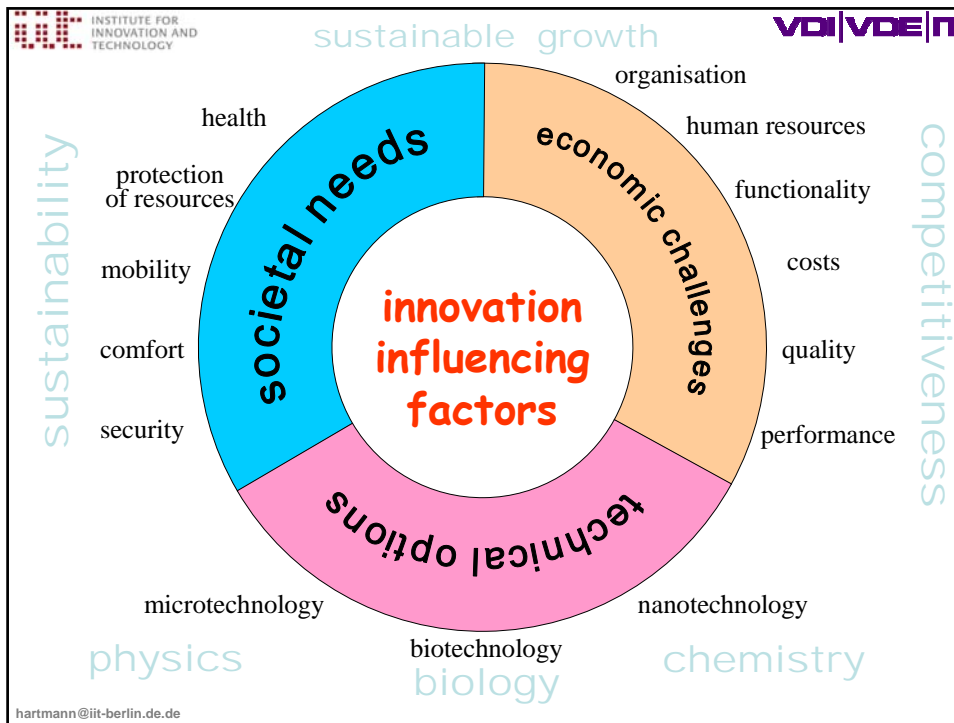 INSTITUTE FOR
INNOVATION AND
TECHNOLOGY
VDI|VDE|IT
sustainable growth
organisation
health
human resources
protection
of resources
functionality
mobility
costs
comfort
quality
security
performance
sustainability
competitiveness
societal needs
economic challenges
innovation
influencing
factors
technical options
microtechnology
nanotechnology
biotechnology
physics
biology
chemistry
hartmann@iit-berlin.de.de